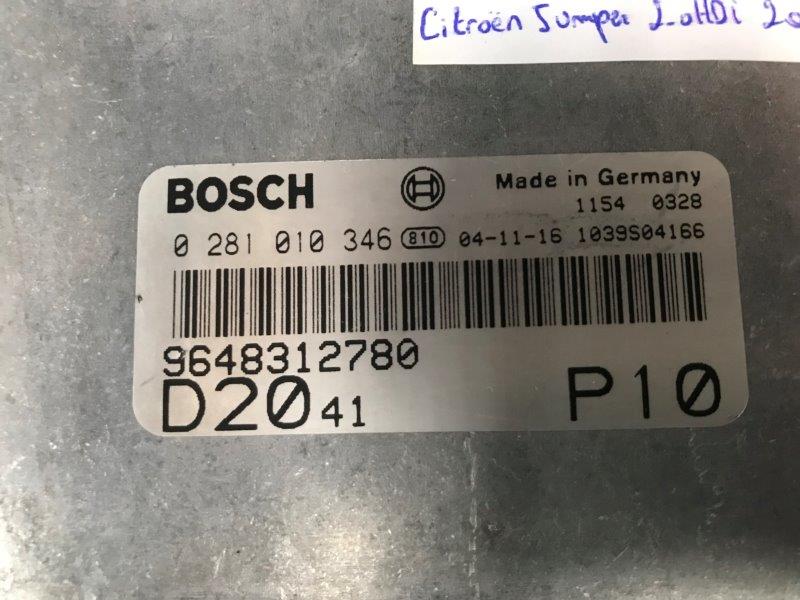 Citroën Jumper 2.0HDi
BOSCH Made in Germany
1154 0328
0 281 010 346 810 04-11-16 1039S04166
9648312780
D20 41 P10